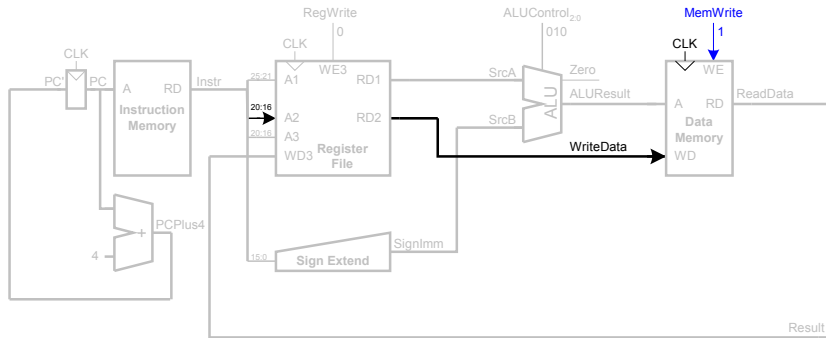 RegWrite
ALUControl2:0
MemWrite
0
010
1
CLK
CLK
CLK
PC'
PC
A
RD
Instr
Instruction
Memory
25:21
A1
WE3
RD1
20:16
A2
RD2
20:16
A3
WD3
Register
File
SrcA
SrcB
ALU
Zero
ALUResult
WriteData
WE
A
RD
ReadData
Data
Memory
WD
PCPlus4
+
4
15:0
Sign Extend
SignImm
Result